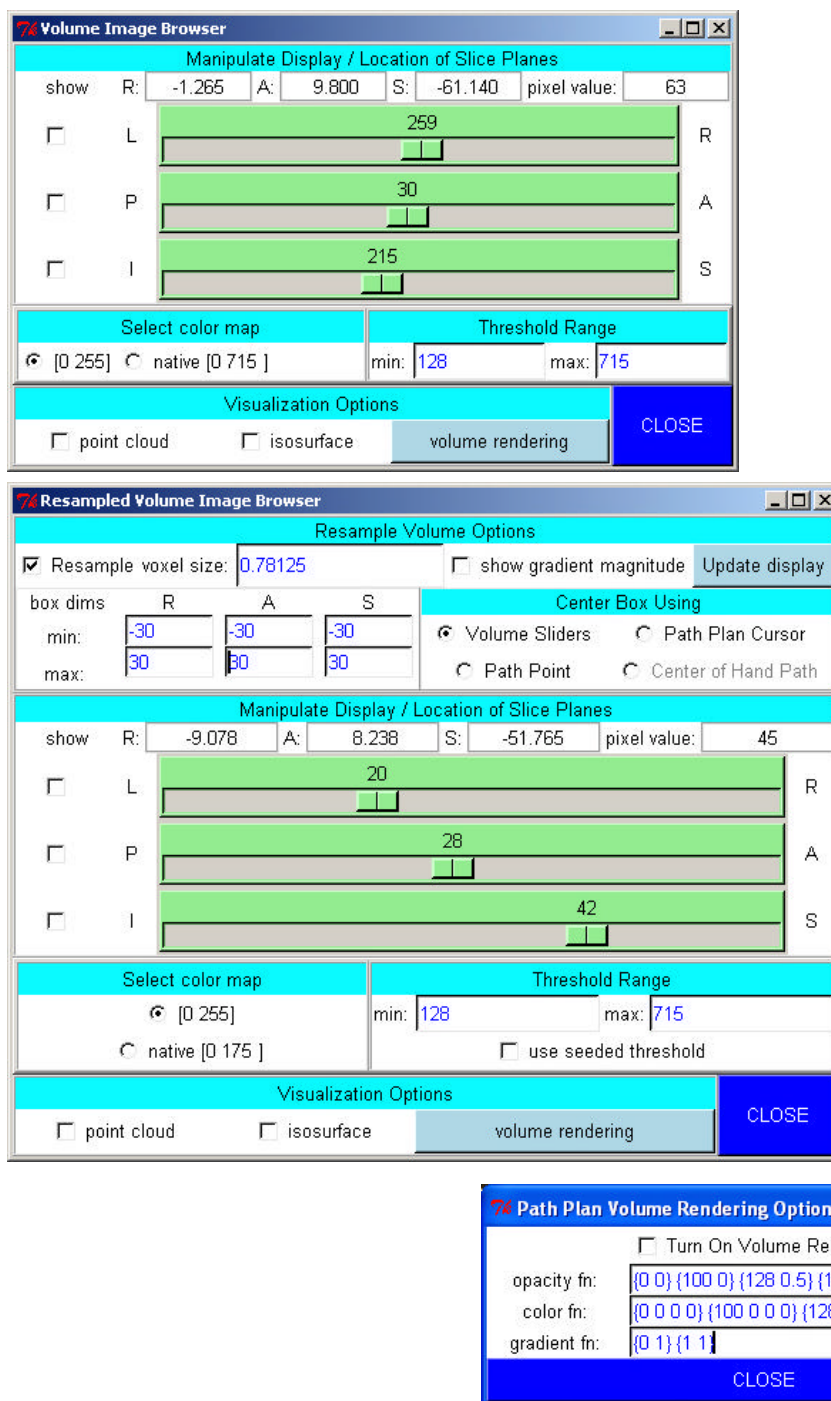 Volume Image Browser
Manipulate Display / Location of Slice Planes
show R: -1.265 A: 9.800 S: -61.140 pixel value: 63
259
L R
30
P A
215
I S
Select color map Threshold Range
[0 255] native [0 715 ] min: 128 max: 715
Visualization Options
CLOSE
point cloud isosurface volume rendering
Resampled Volume Image Browser
Resample Volume Options
Resample voxel size: 0.78125 show gradient magnitude Update display
box dims R A S Center Box Using
min: -30 -30 -30 Volume Sliders Path Plan Cursor
max: 30 30 30 Path Point Center of Hand Path
Manipulate Display / Location of Slice Planes
show R: -9.078 A: 8.238 S: -51.765 pixel value: 45
20
L R
28
P A
42
I S
Select color map Threshold Range
[0 255] min: 128 max: 715
native [0 175 ] use seeded threshold
Visualization Options
CLOSE
point cloud isosurface volume rendering
Path Plan Volume Rendering Option
Turn On Volume Re
opacity fn: {0 0} {100 0} {128 0.5} {1
color fn: {0 0 0 0} {100 0 0 0} {128
gradient fn: {0 1} {1 1}
CLOSE